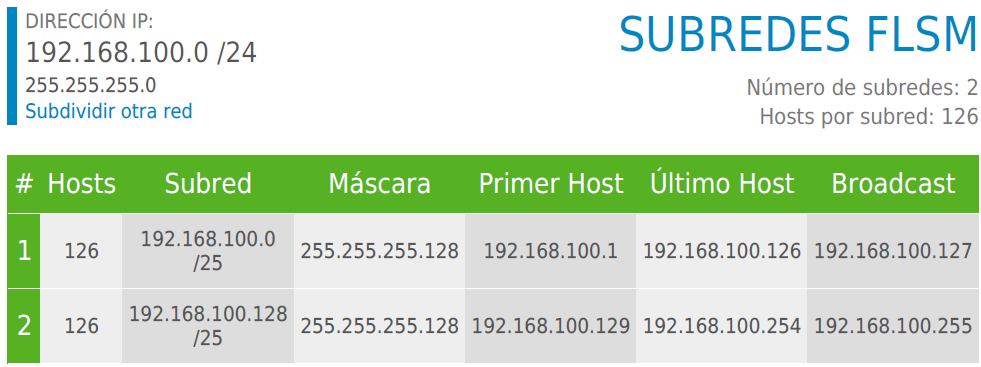 DIRECCIÓN IP:
192.168.100.0 /24
255.255.255.0
Subdividir otra red
SUBREDES FLSM
Número de subredes: 2
Hosts por subred: 126
# Hosts Subred Máscara Primer Host Último Host Broadcast
1 126 192.168.100.0 /25 255.255.255.128 192.168.100.1 192.168.100.126 192.168.100.127
2 126 192.168.100.128 /25 255.255.255.128 192.168.100.129 192.168.100.254 192.168.100.255